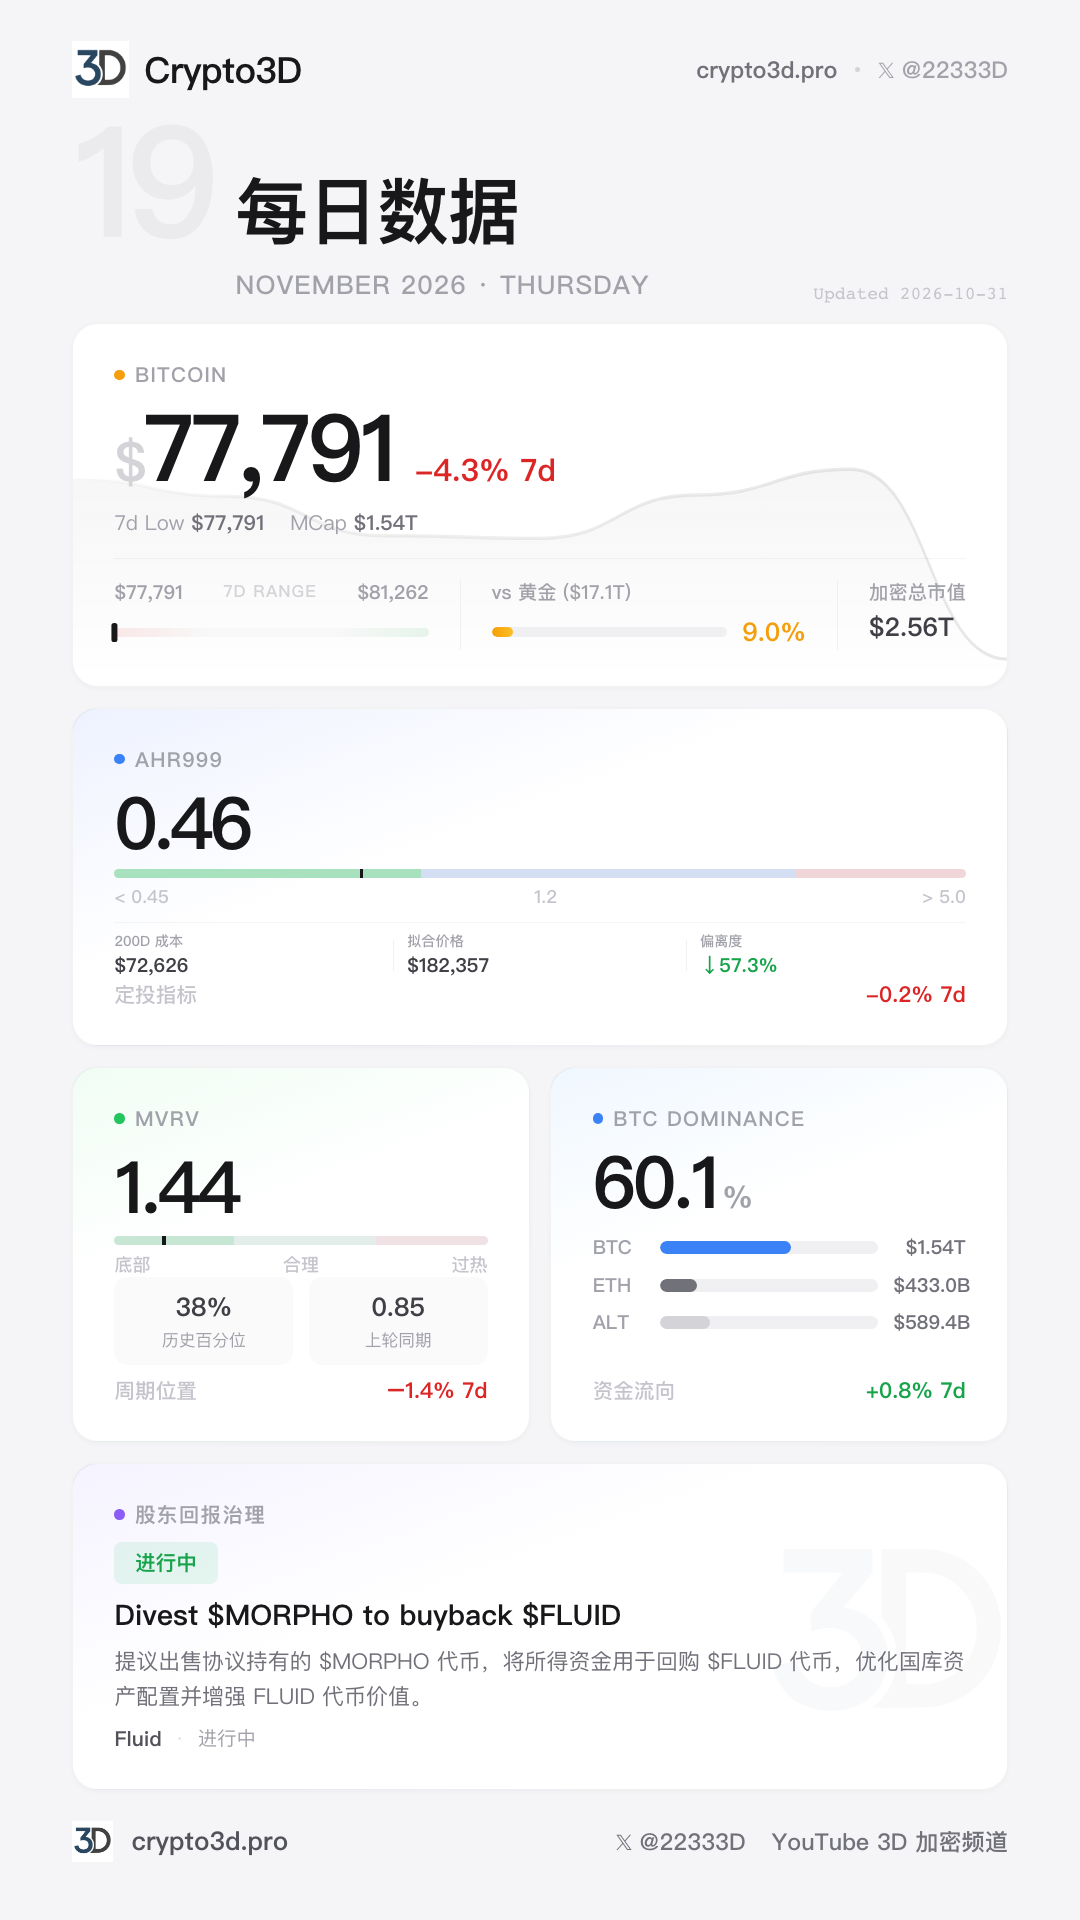 3D Crypto3D
crypto3d.pro · 𝕏 @22333D
19
每日数据
NOVEMBER 2026 · THURSDAY
Updated 2026-10-31
BITCOIN
$77,791 −4.3% 7d
7d Low $77,791 MCap $1.54T
$77,791 7D RANGE $81,262
vs 黄金 ($17.1T)
9.0%
加密总市值
$2.56T
AHR999
0.46
< 0.45 1.2 > 5.0
200D 成本 拟合价格 偏离度
$72,626 $182,357 ↓57.3%
定投指标 −0.2% 7d
MVRV
1.44
底部 合理 过热
38% 0.85
历史百分位 上轮同期
周期位置 −1.4% 7d
BTC DOMINANCE
60.1%
BTC $1.54T
ETH $433.0B
ALT $589.4B
资金流向 +0.8% 7d
股东回报治理
进行中
Divest $MORPHO to buyback $FLUID
提议出售协议持有的 $MORPHO 代币，将所得资金用于回购 $FLUID 代币，优化国库资
产配置并增强 FLUID 代币价值。
Fluid · 进行中
3D
3D crypto3d.pro
𝕏 @22333D YouTube 3D 加密频道